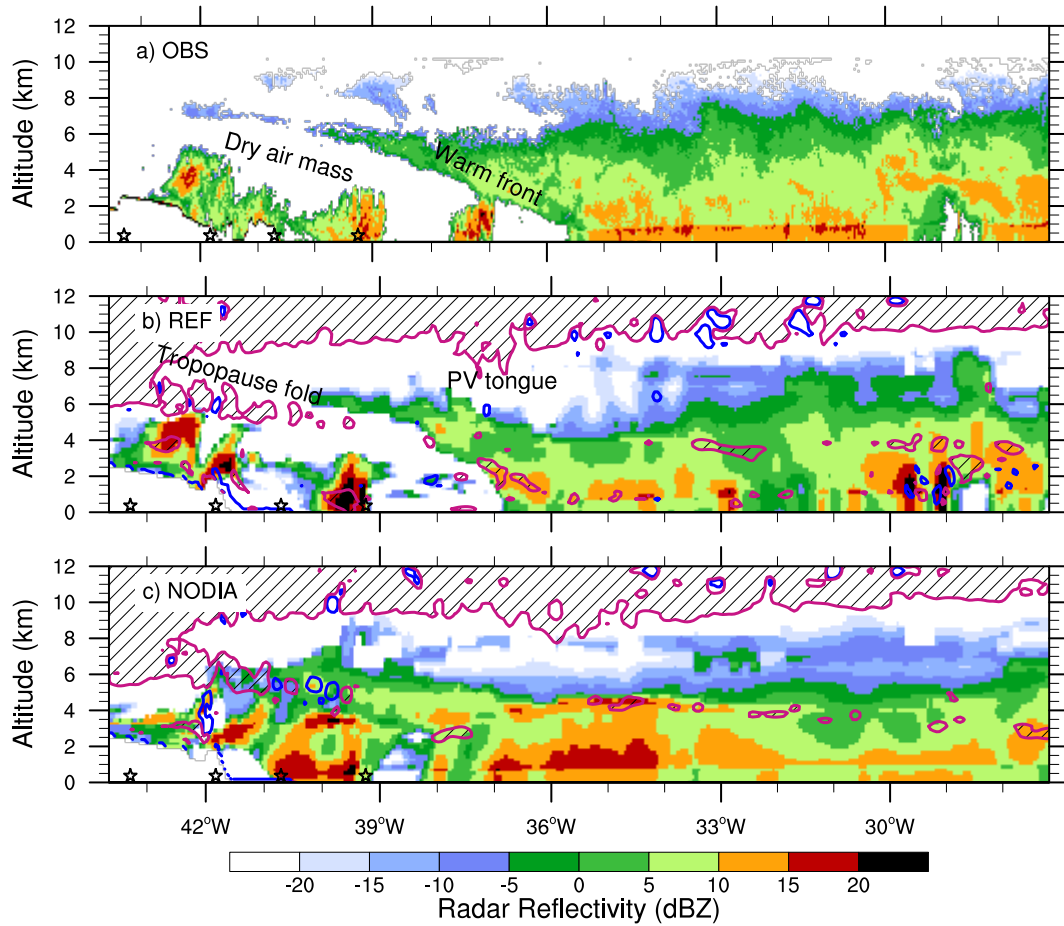 12
10
8
6
4
2
0
Altitude (km)
a) OBS
Dry air mass
Warm front
12
10
8
6
4
2
0
Altitude (km)
b) REF
Tropopause fold
PV tongue
12
10
8
6
4
2
0
Altitude (km)
c) NODIA
42°W 39°W 36°W 33°W 30°W
-20 -15 -10 -5 0 5 10 15 20
Radar Reflectivity (dBZ)